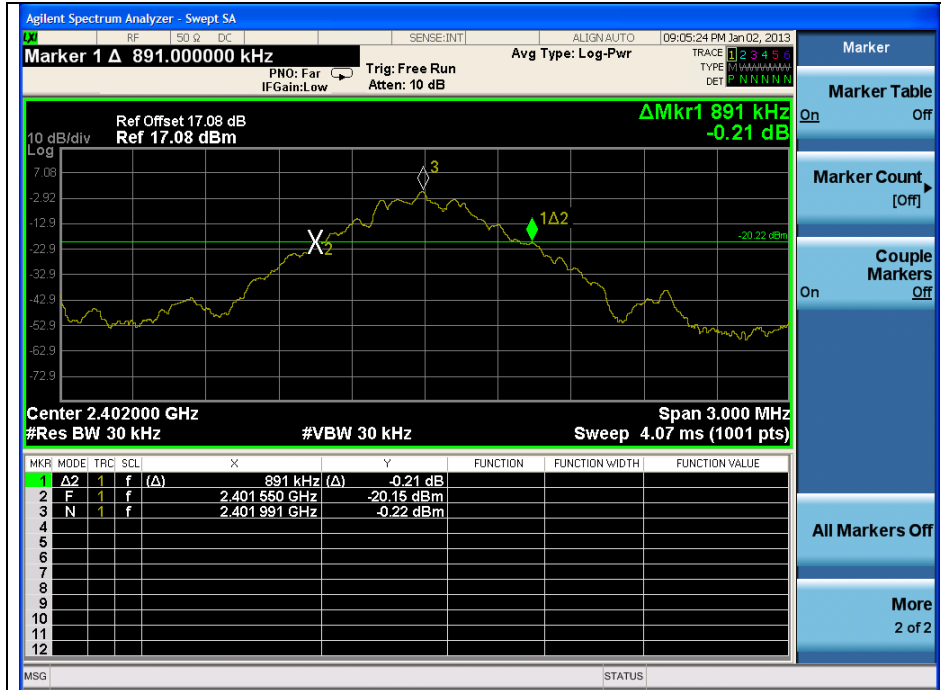 Agilent Spectrum Analyzer - Swept SA
LXI RF 50 Ω DC SENSE:INT ALIGN AUTO 09:05:24 PM Jan 02, 2013
Marker 1 Δ 891.000000 kHz
PNO: Far
IFGain:Low
Trig: Free Run
Atten: 10 dB
Avg Type: Log-Pwr
TRACE 1 2 3 4 5 6
TYPE M WWWWW
DET P N N N N N
Ref Offset 17.08 dB
10 dB/div Ref 17.08 dBm
Log
ΔMkr1 891 kHz
-0.21 dB
7.08
-2.92
-12.9
-22.9
-32.9
-42.9
-52.9
-62.9
-72.9
3
1Δ2
2
-20.22 dBm
Center 2.402000 GHz Span 3.000 MHz
#Res BW 30 kHz #VBW 30 kHz Sweep 4.07 ms (1001 pts)
MKR MODE TRC SCL X Y FUNCTION FUNCTION WIDTH FUNCTION VALUE
1 Δ2 1 f (Δ) 891 kHz (Δ) -0.21 dB
2 F 1 f 2.401 550 GHz -20.15 dBm
3 N 1 f 2.401 991 GHz -0.22 dBm
4
5
6
7
8
9
10
11
12
MSG STATUS
Marker
Marker Table
On Off
Marker Count
[Off]
Couple
Markers
On Off
All Markers Off
More
2 of 2